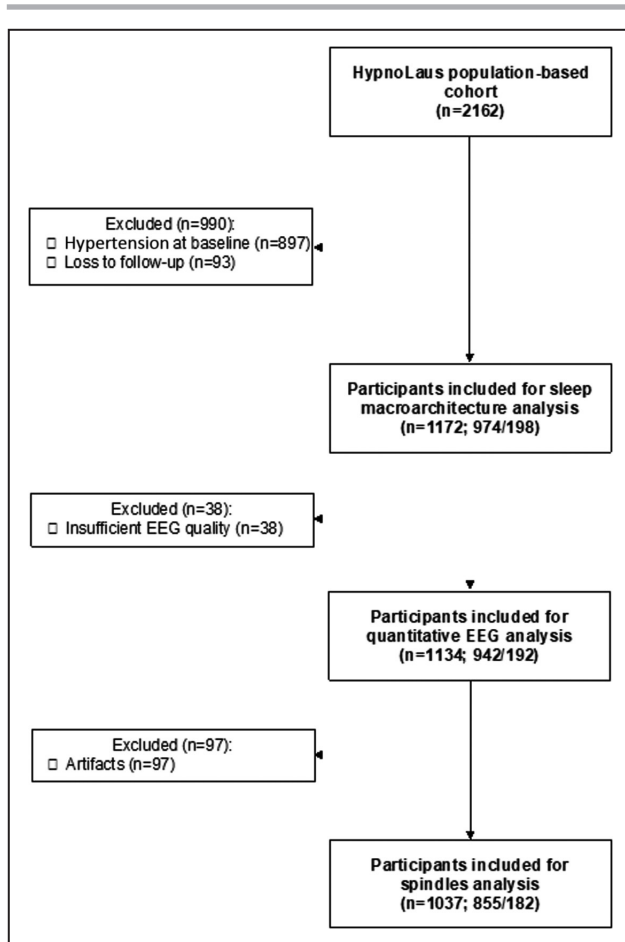 HypnoLaus population-based
cohort
(n=2162)
Excluded (n=990):
□ Hypertension at baseline (n=897)
□ Loss to follow-up (n=93)
Participants included for sleep
macroarchitecture analysis
(n=1172; 974/198)
Excluded (n=38):
□ Insufficient EEG quality (n=38)
Participants included for
quantitative EEG analysis
(n=1134; 942/192)
Excluded (n=97):
□ Artifacts (n=97)
Participants included for
spindles analysis
(n=1037; 855/182)